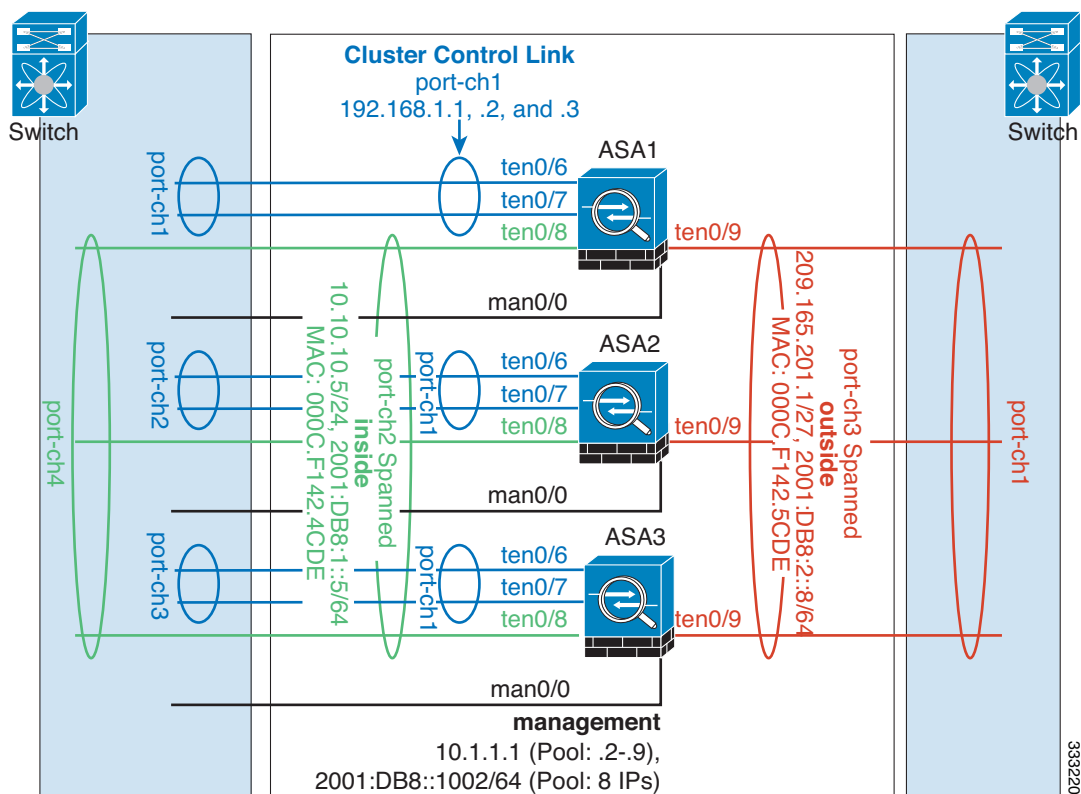 Cluster Control Link
port-ch1
192.168.1.1, .2, and .3
Switch
Switch
ASA1
port-ch1
ten0/6
ten0/7
ten0/8
ten0/9
man0/0
ASA2
port-ch2
port-ch1
ten0/6
ten0/7
ten0/8
ten0/9
man0/0
ASA3
port-ch3
port-ch1
ten0/6
ten0/7
ten0/8
ten0/9
man0/0
port-ch4
port-ch2 Spanned
inside
10.10.10.5/24, 2001:DB8:1::5/64
MAC: 000C.F142.4CDE
port-ch3 Spanned
outside
209.165.201.1/27, 2001:DB8:2::8/64
MAC: 000C.F142.5CDE
port-ch1
management
10.1.1.1 (Pool: .2-.9),
2001:DB8::1002/64 (Pool: 8 IPs)
333220